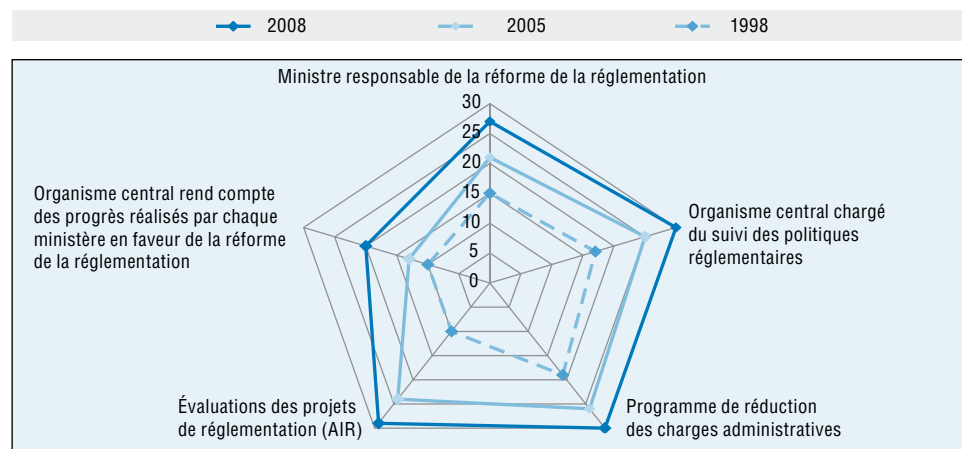 2008 2005 1998
Ministre responsable de la réforme de la réglementation
30
25
20
15
10
5
0
Organisme central rend compte
des progrès réalisés par chaque
ministère en faveur de la réforme
de la réglementation
Organisme central chargé
du suivi des politiques
réglementaires
Évaluations des projets
de réglementation (AIR)
Programme de réduction
des charges administratives